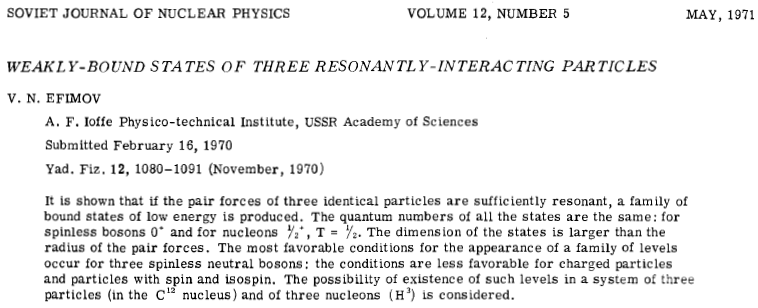 SOVIET JOURNAL OF NUCLEAR PHYSICS VOLUME 12, NUMBER 5 MAY, 1971
WEAKLY-BOUND STATES OF THREE RESONANTLY-INTERACTING PARTICLES
V. N. EFIMOV
A. F. Ioffe Physico-technical Institute, USSR Academy of Sciences
Submitted February 16, 1970
Yad. Fiz. 12, 1080-1091 (November, 1970)
It is shown that if the pair forces of three identical particles are sufficiently resonant, a family of
bound states of low energy is produced. The quantum numbers of all the states are the same: for
spinless bosons 0⁺ and for nucleons ½⁺, T = ½. The dimension of the states is larger than the
radius of the pair forces. The most favorable conditions for the appearance of a family of levels
occur for three spinless neutral bosons; the conditions are less favorable for charged particles
and particles with spin and isospin. The possibility of existence of such levels in a system of three
particles (in the C¹² nucleus) and of three nucleons (H³) is considered.